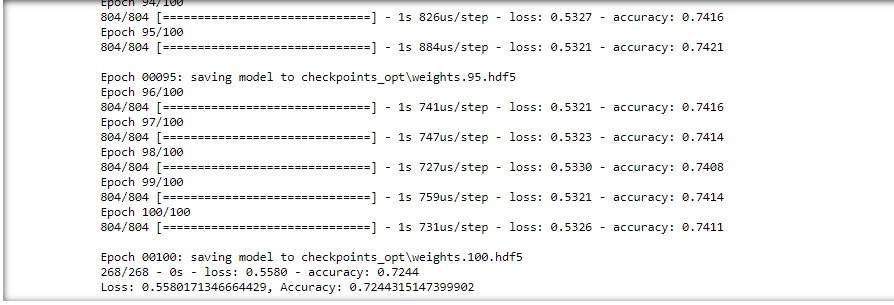 Epoch 94/100
804/804 [==============================] - 1s 826us/step - loss: 0.5327 - accuracy: 0.7416
Epoch 95/100
804/804 [==============================] - 1s 884us/step - loss: 0.5321 - accuracy: 0.7421
Epoch 00095: saving model to checkpoints_opt\weights.95.hdf5
Epoch 96/100
804/804 [==============================] - 1s 741us/step - loss: 0.5321 - accuracy: 0.7416
Epoch 97/100
804/804 [==============================] - 1s 747us/step - loss: 0.5323 - accuracy: 0.7414
Epoch 98/100
804/804 [==============================] - 1s 727us/step - loss: 0.5330 - accuracy: 0.7408
Epoch 99/100
804/804 [==============================] - 1s 759us/step - loss: 0.5321 - accuracy: 0.7414
Epoch 100/100
804/804 [==============================] - 1s 731us/step - loss: 0.5326 - accuracy: 0.7411
Epoch 00100: saving model to checkpoints_opt\weights.100.hdf5
268/268 - 0s - loss: 0.5580 - accuracy: 0.7244
Loss: 0.5580171346664429, Accuracy: 0.7244315147399902